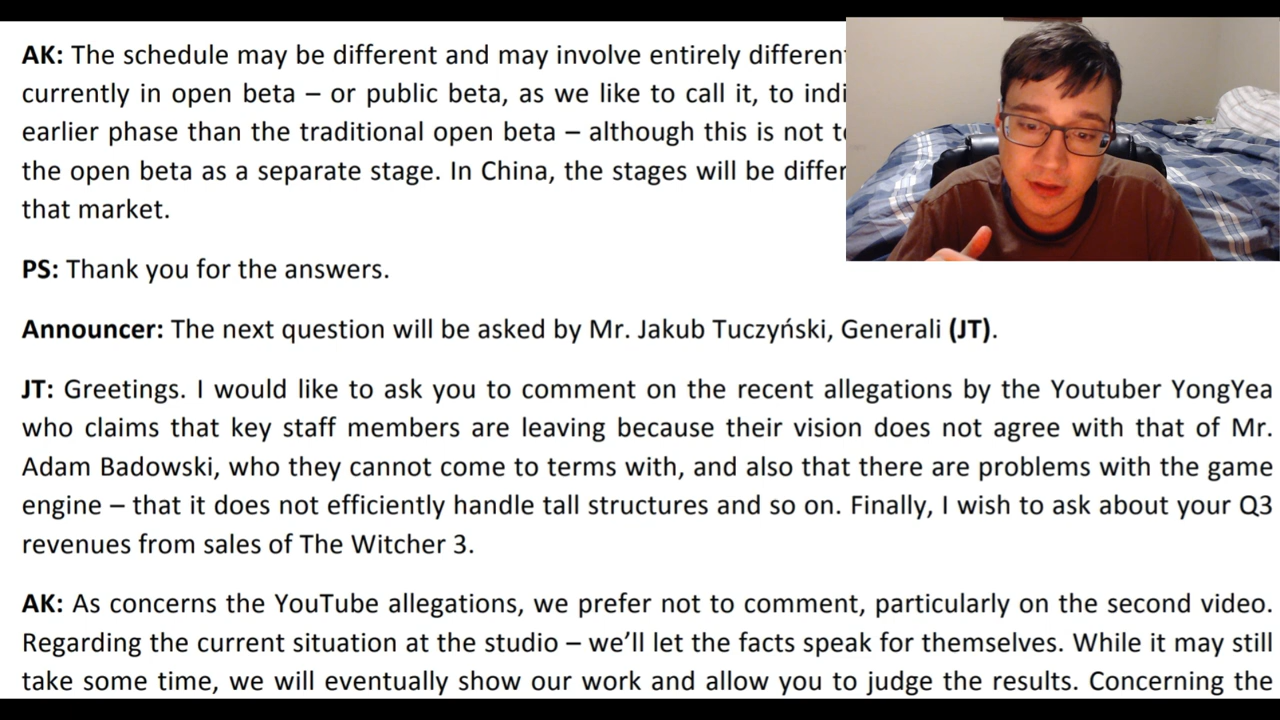 AK: The schedule may be different and may involve entirely different
currently in open beta – or public beta, as we like to call it, to indi
earlier phase than the traditional open beta – although this is not t
the open beta as a separate stage. In China, the stages will be differ
that market.
PS: Thank you for the answers.
Announcer: The next question will be asked by Mr. Jakub Tuczyński, Generali (JT).
JT: Greetings. I would like to ask you to comment on the recent allegations by the Youtuber YongYea
who claims that key staff members are leaving because their vision does not agree with that of Mr.
Adam Badowski, who they cannot come to terms with, and also that there are problems with the game
engine – that it does not efficiently handle tall structures and so on. Finally, I wish to ask about your Q3
revenues from sales of The Witcher 3.
AK: As concerns the YouTube allegations, we prefer not to comment, particularly on the second video.
Regarding the current situation at the studio – we’ll let the facts speak for themselves. While it may still
take some time, we will eventually show our work and allow you to judge the results. Concerning the